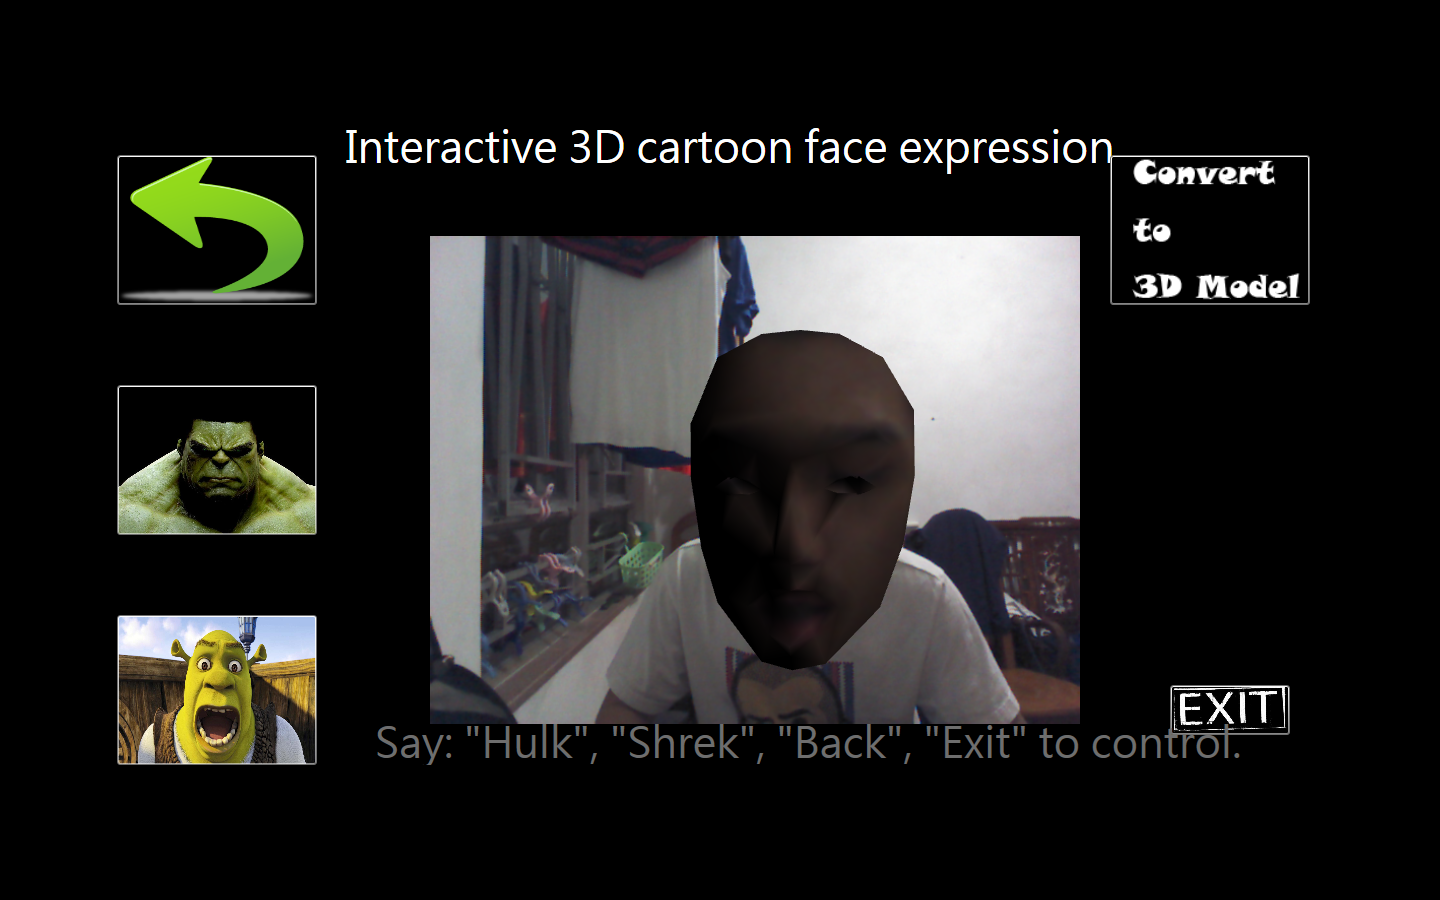 Interactive 3D cartoon face expression
Convert
to
3D Model
EXIT
Say: "Hulk", "Shrek", "Back", "Exit" to control.